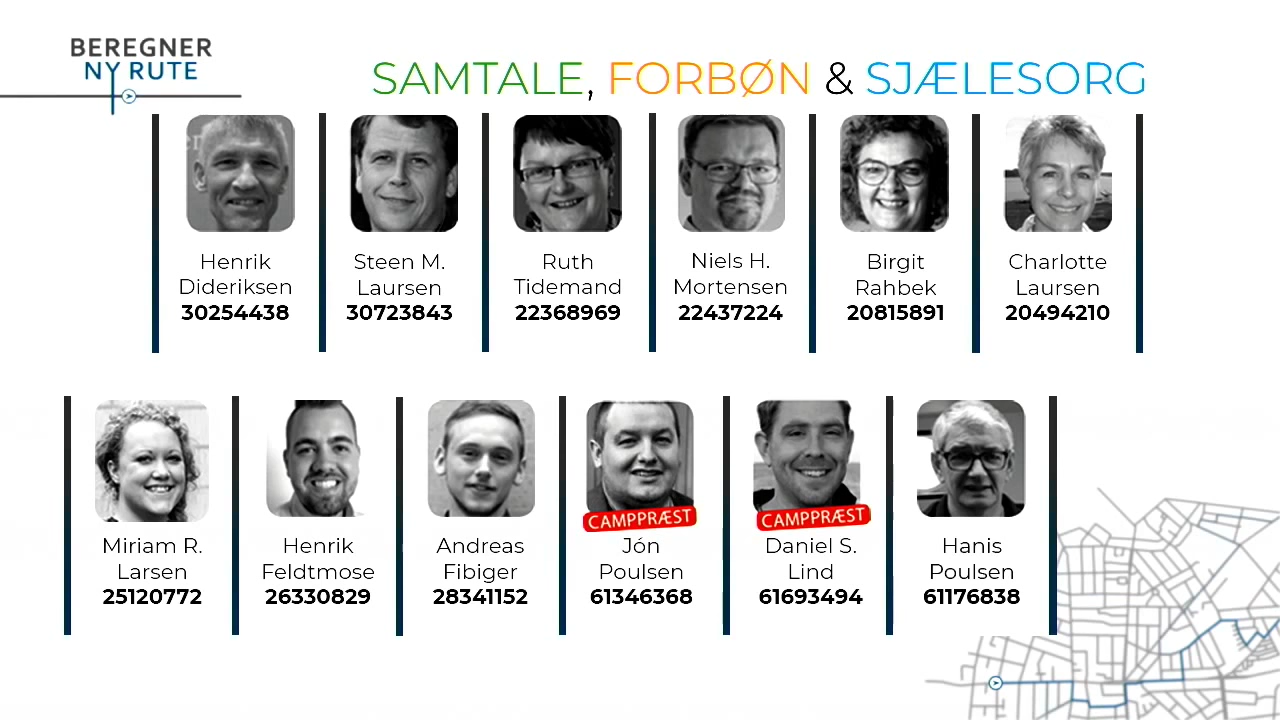 BEREGNER
NY RUTE
SAMTALE, FORBØN & SJÆLESORG
Henrik
Dideriksen
30254438
Steen M.
Laursen
30723843
Ruth
Tidemand
22368969
Niels H.
Mortensen
22437224
Birgit
Rahbek
20815891
Charlotte
Laursen
20494210
Miriam R.
Larsen
25120772
Henrik
Feldtmose
26330829
Andreas
Fibiger
28341152
CAMPPRÆST
Jón
Poulsen
61346368
CAMPPRÆST
Daniel S.
Lind
61693494
Hanis
Poulsen
61176838